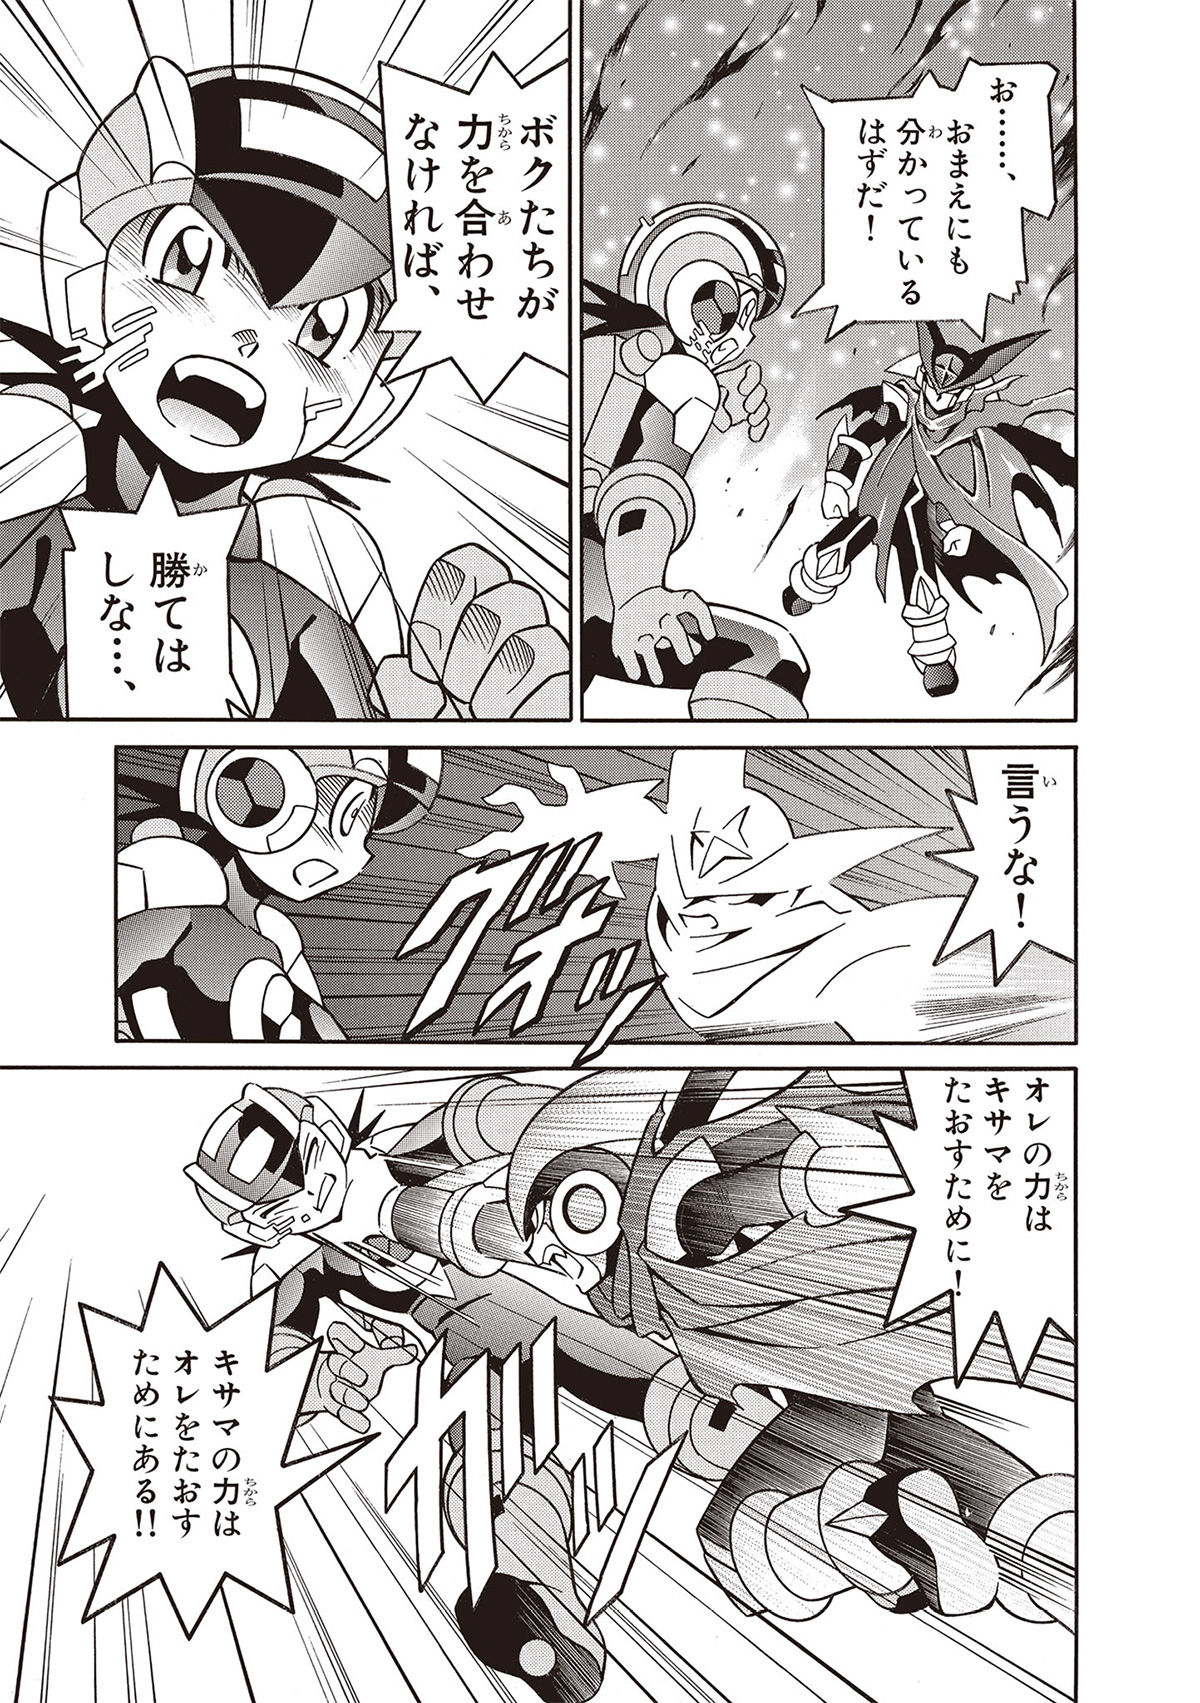 お……、
おまえにも
分かっている
はずだ！
ボクたちが
力を合わせ
なければ、
勝ては
しな…、
言うな！
グオッ
オレの力は
キサマを
たおすために！
ガッ
キサマの力は
オレをたおす
ためにある!!